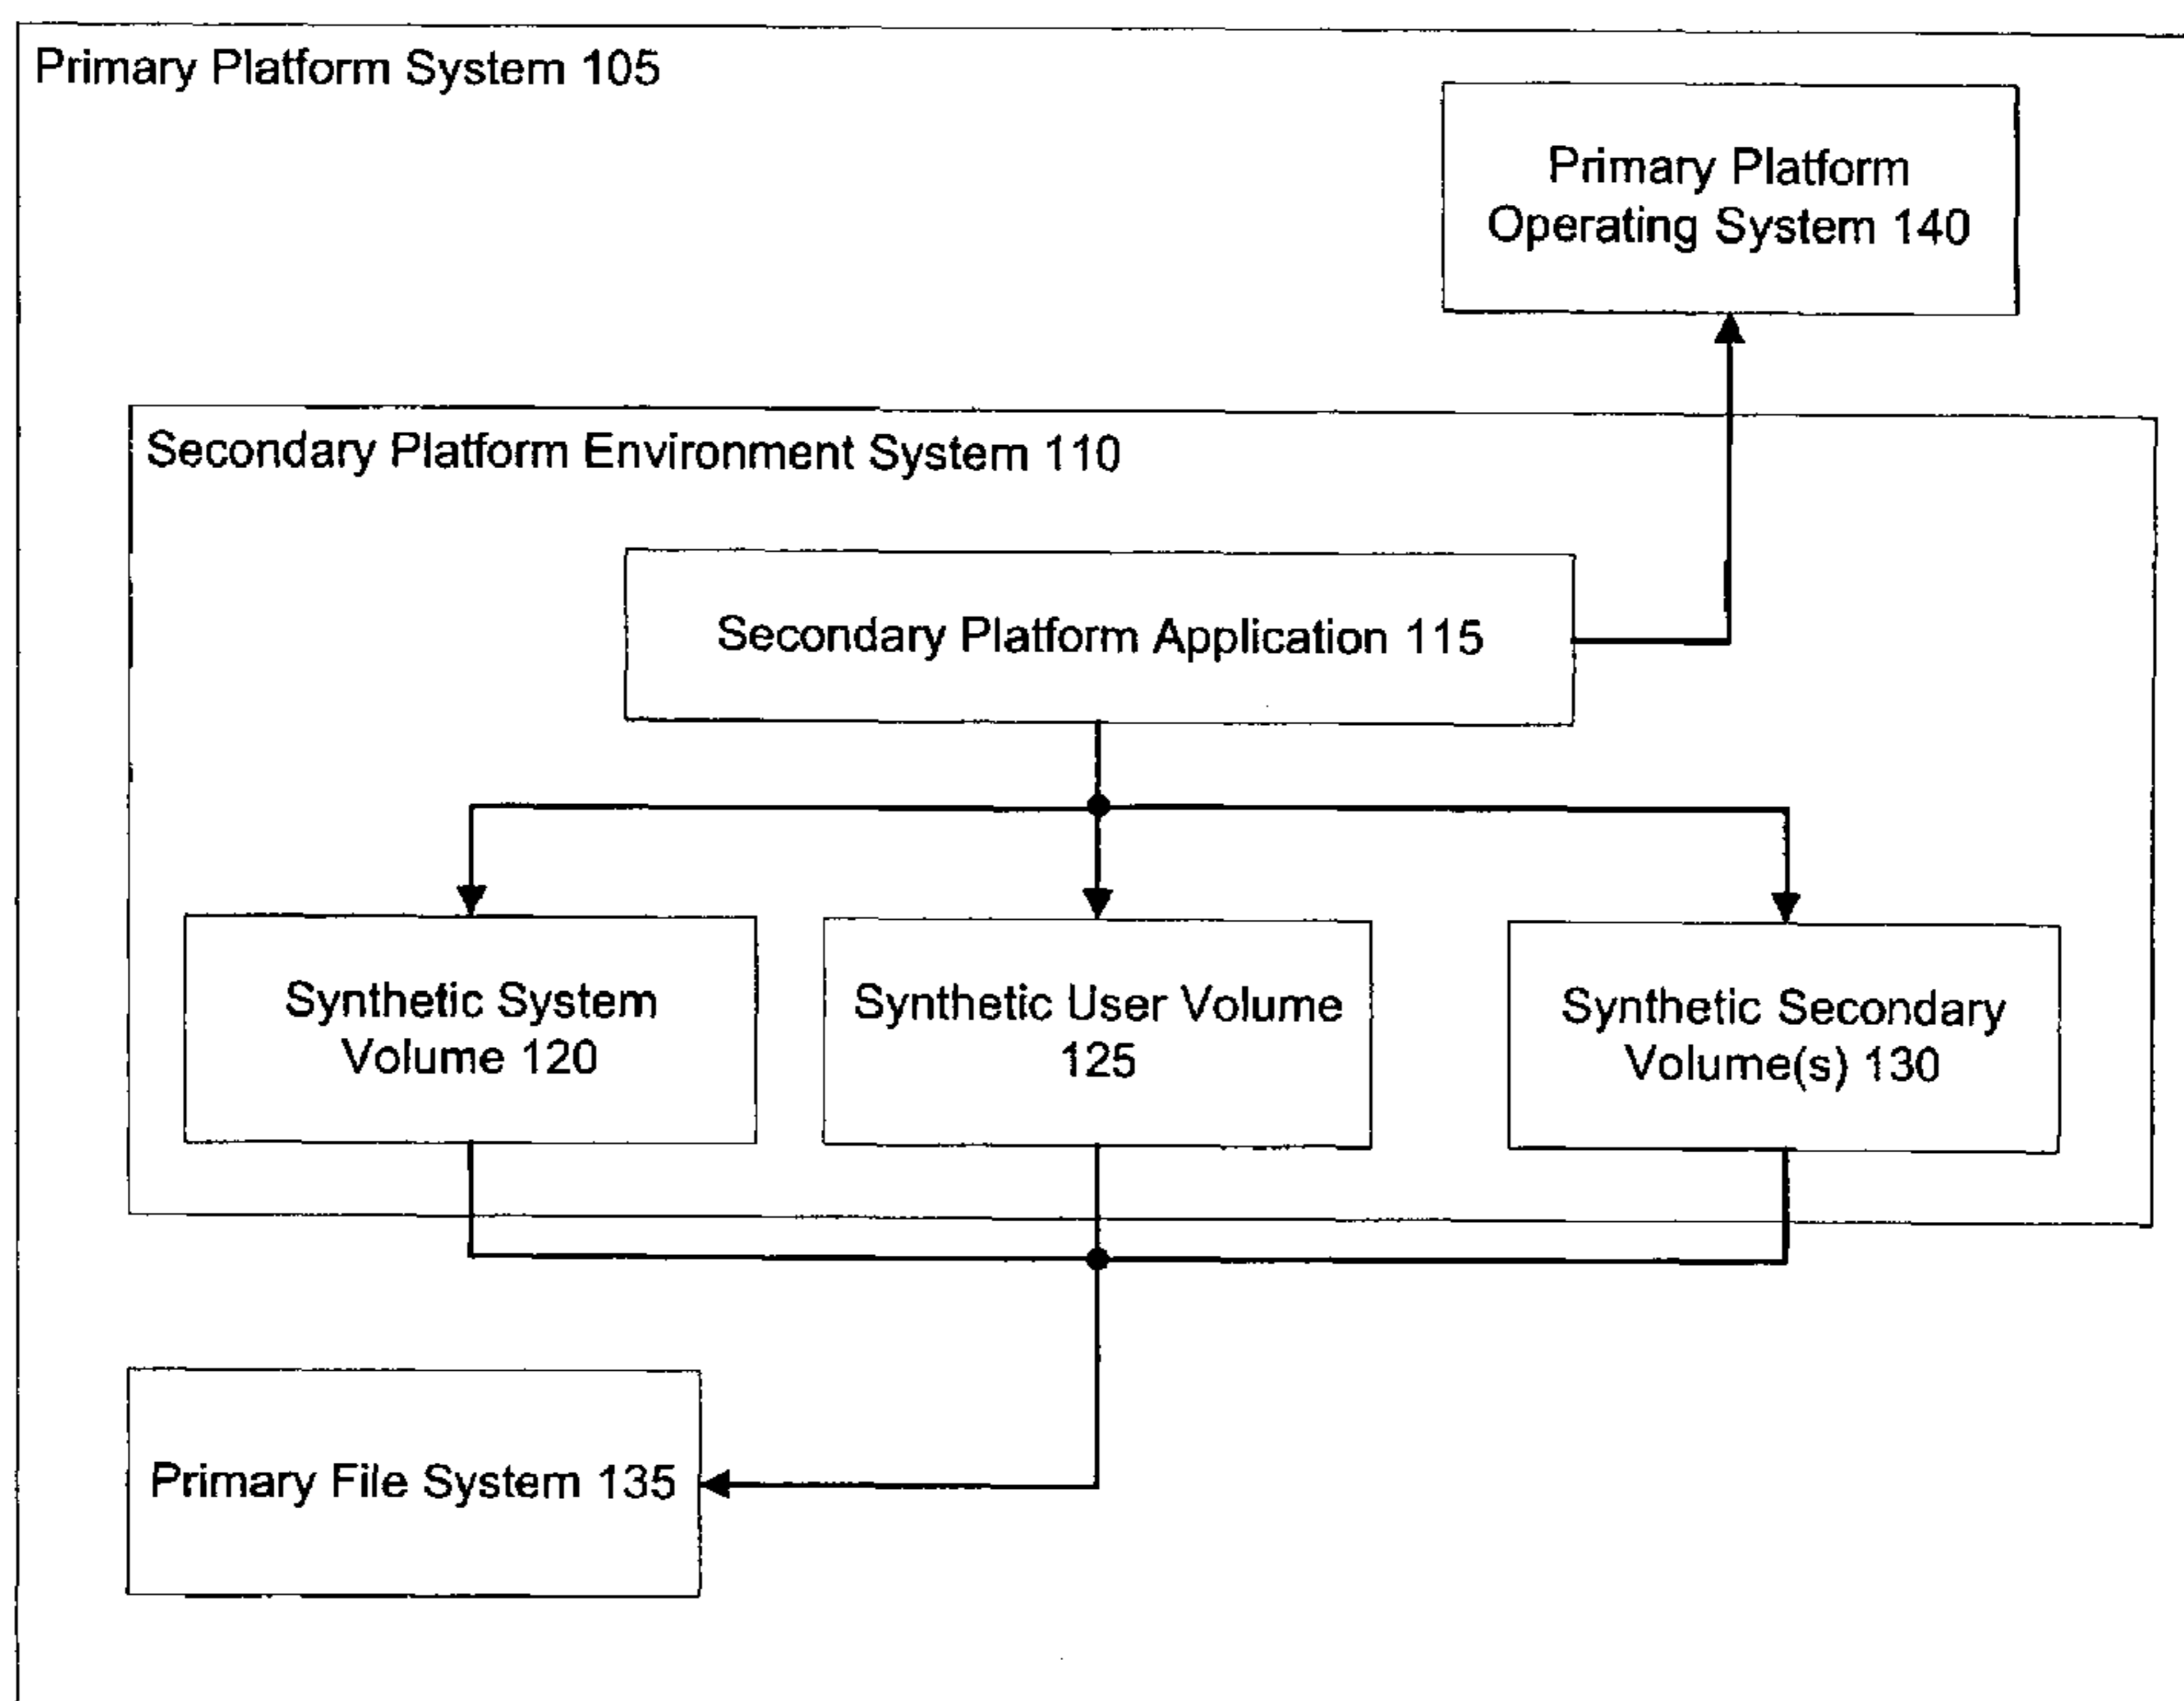 Primary Platform System 105
Primary Platform
Operating System 140
Secondary Platform Environment System 110
Secondary Platform Application 115
Synthetic System
Volume 120
Synthetic User Volume
125
Synthetic Secondary
Volume(s) 130
Primary File System 135